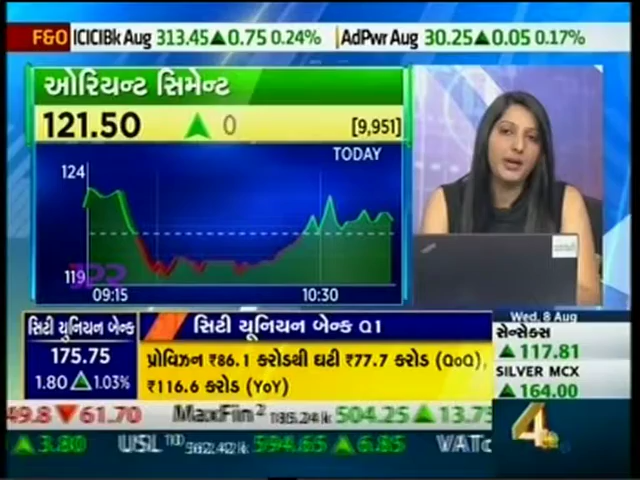 F&O ICICIBk Aug 313.45▲0.75 0.24% AdPwr Aug 30.25▲0.05 0.17%
ઓરિયન્ટ સિમેન્ટ
121.50 ▲ 0 [9,951]
TODAY
124
119
09:15 10:30
સિટી યુનિયન બેન્ક
175.75
1.80 ▲ 1.03%
સિટી યૂનિયન બેન્ક Q1
પ્રોવિઝન ₹86.1 કરોડથી ઘટી ₹77.7 કરોડ (QoQ),
₹116.6 કરોડ (YoY)
Wed, 8 Aug
સેન્સેક્સ
▲ 117.81
SILVER MCX
▲ 164.00
49.8 ▼ 61.70 MaxFin 504.25 ▲ 13.75
▲ 3.80 USL 594.65 ▲ 6.85 VATc
4